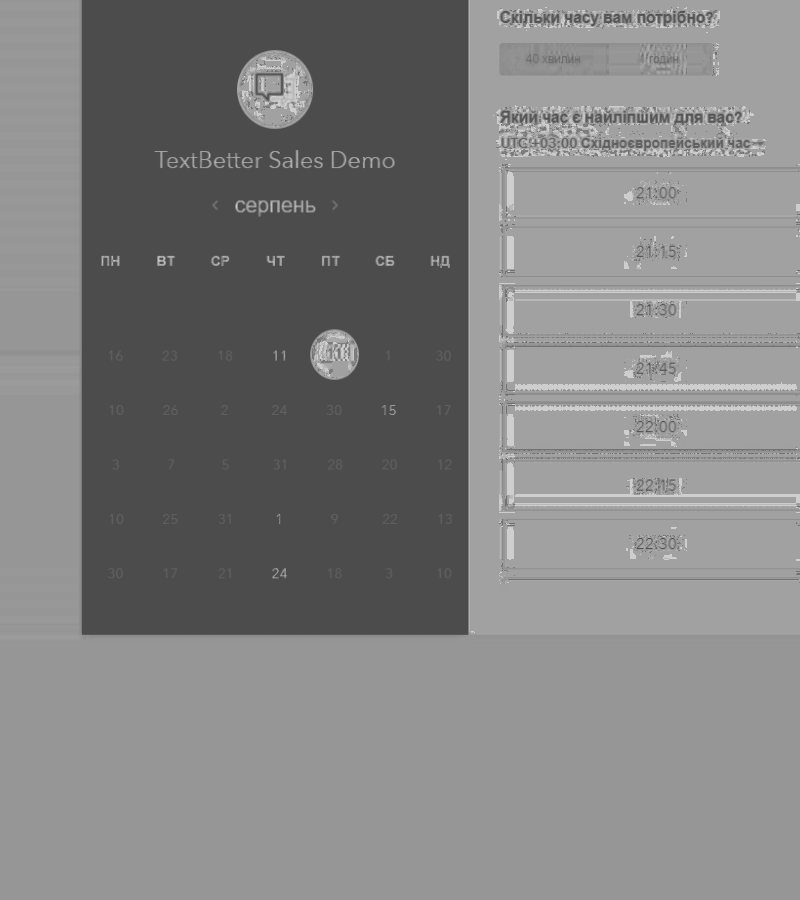 TextBetter Sales Demo
‹ серпень ›
ПН ВТ СР ЧТ ПТ СБ НД
16 23 18 11 1 30
10 26 2 24 30 15 17
3 7 5 31 28 20 12
10 25 31 1 9 22 13
30 17 21 24 18 3 10
Скільки часу вам потрібно?
40 хвилин годин
Який час є найліпшим для вас?
UTC +03:00 Східноєвропейський час
21:00
21:15
21:30
21:45
22:00
22:15
22:30